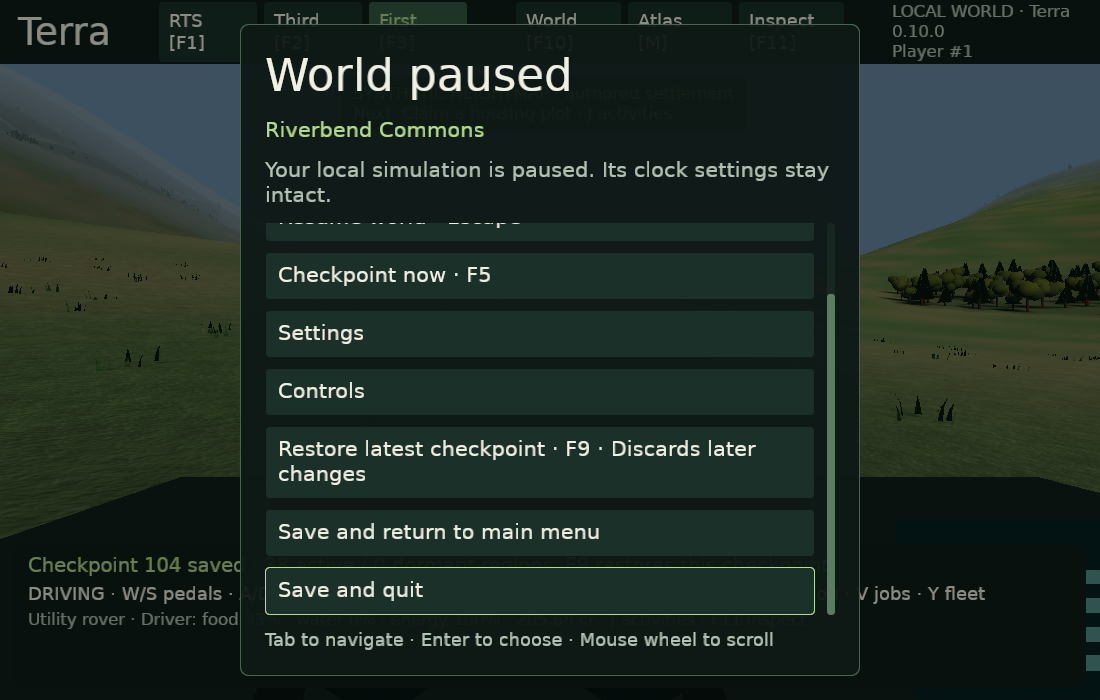 Terra
RTS
[F1]
Third
[F2]
First
[F3]
World
[F10]
Atlas
[M]
Inspect
[F11]
LOCAL WORLD · Terra
0.10.0
Player #1
World paused
Riverbend Commons
Your local simulation is paused. Its clock settings stay
intact.
Resume world · Escape
Checkpoint now · F5
Settings
Controls
Restore latest checkpoint · F9 · Discards later
changes
Save and return to main menu
Save and quit
Tab to navigate · Enter to choose · Mouse wheel to scroll
Checkpoint 104 saved
DRIVING · W/S pedals · A/D
V jobs · Y fleet
Utility rover · Driver: food